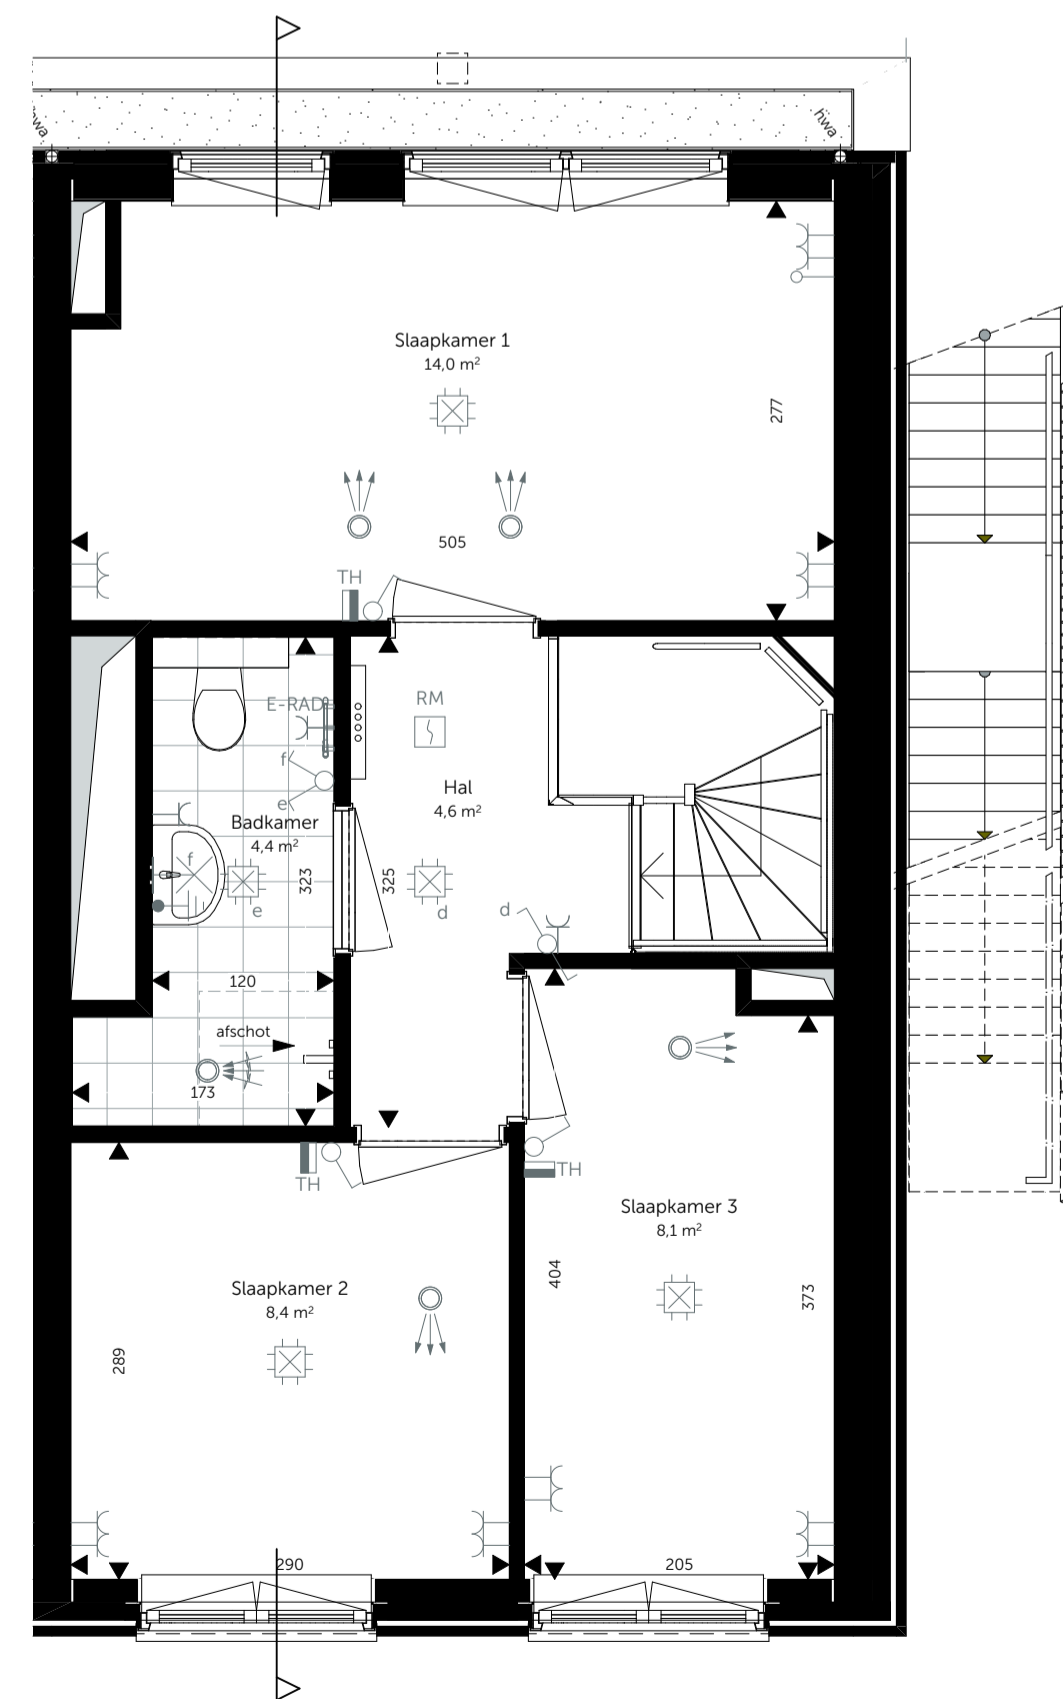 hwa
hwa
Slaapkamer 1
14,0 m²
277
505
TH
E-RAD
RM
f
e
Hal
4,6 m²
Badkamer
4,4 m²
f
e
323
325
d
d
120
afschot
173
TH
TH
Slaapkamer 3
8,1 m²
Slaapkamer 2
8,4 m²
404
373
289
290
205